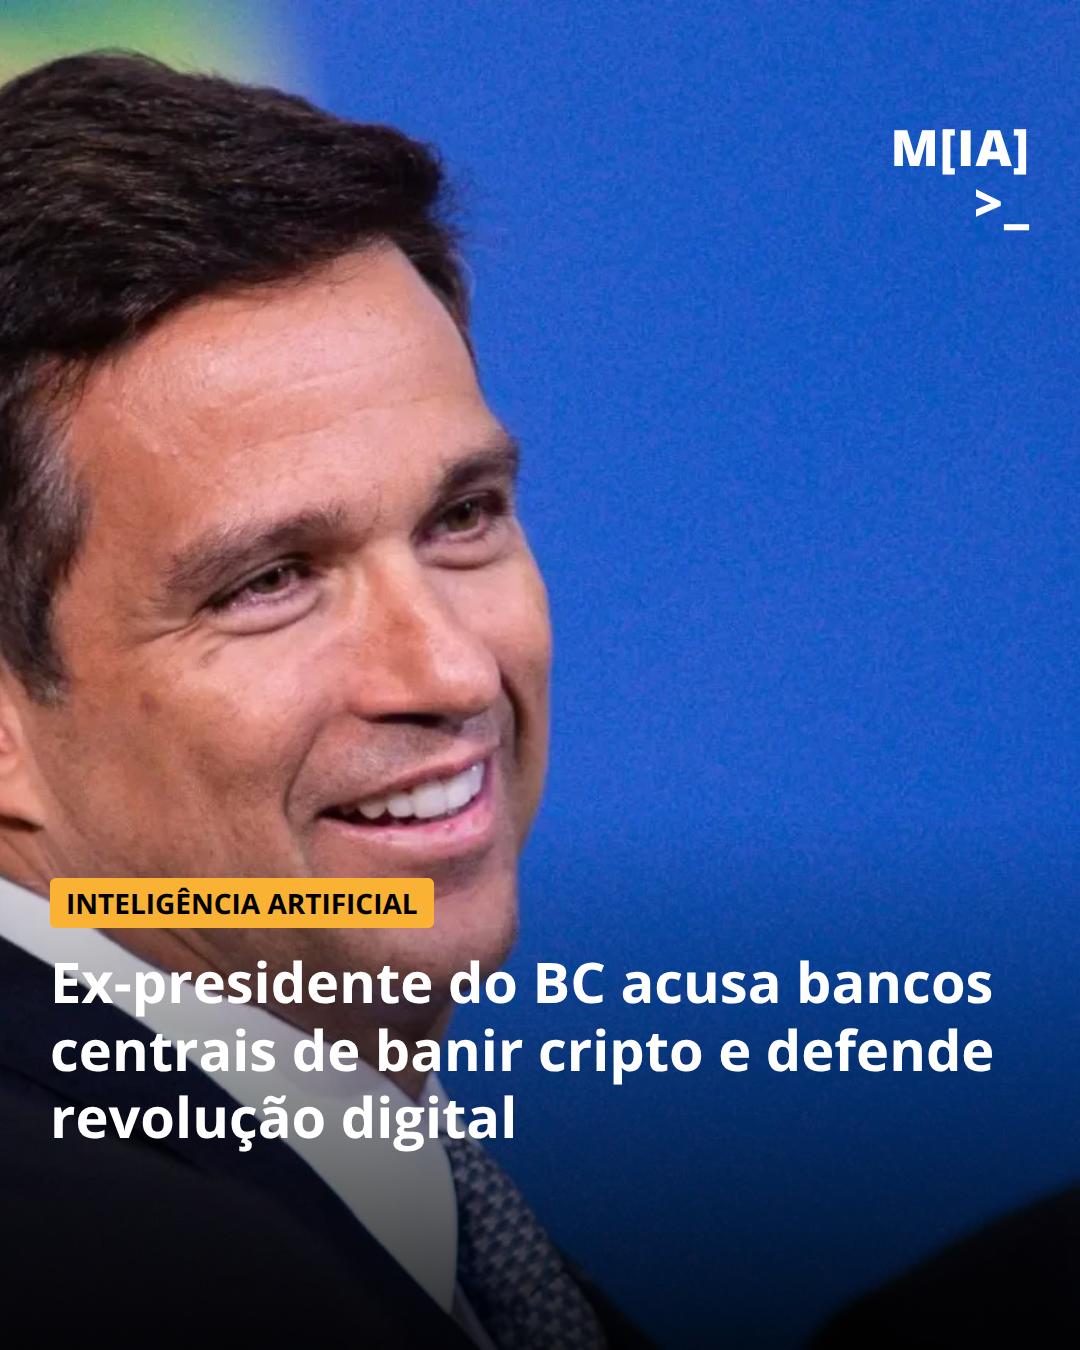 M[IA]
>_
INTELIGÊNCIA ARTIFICIAL
Ex-presidente do BC acusa bancos
centrais de banir cripto e defende
revolução digital